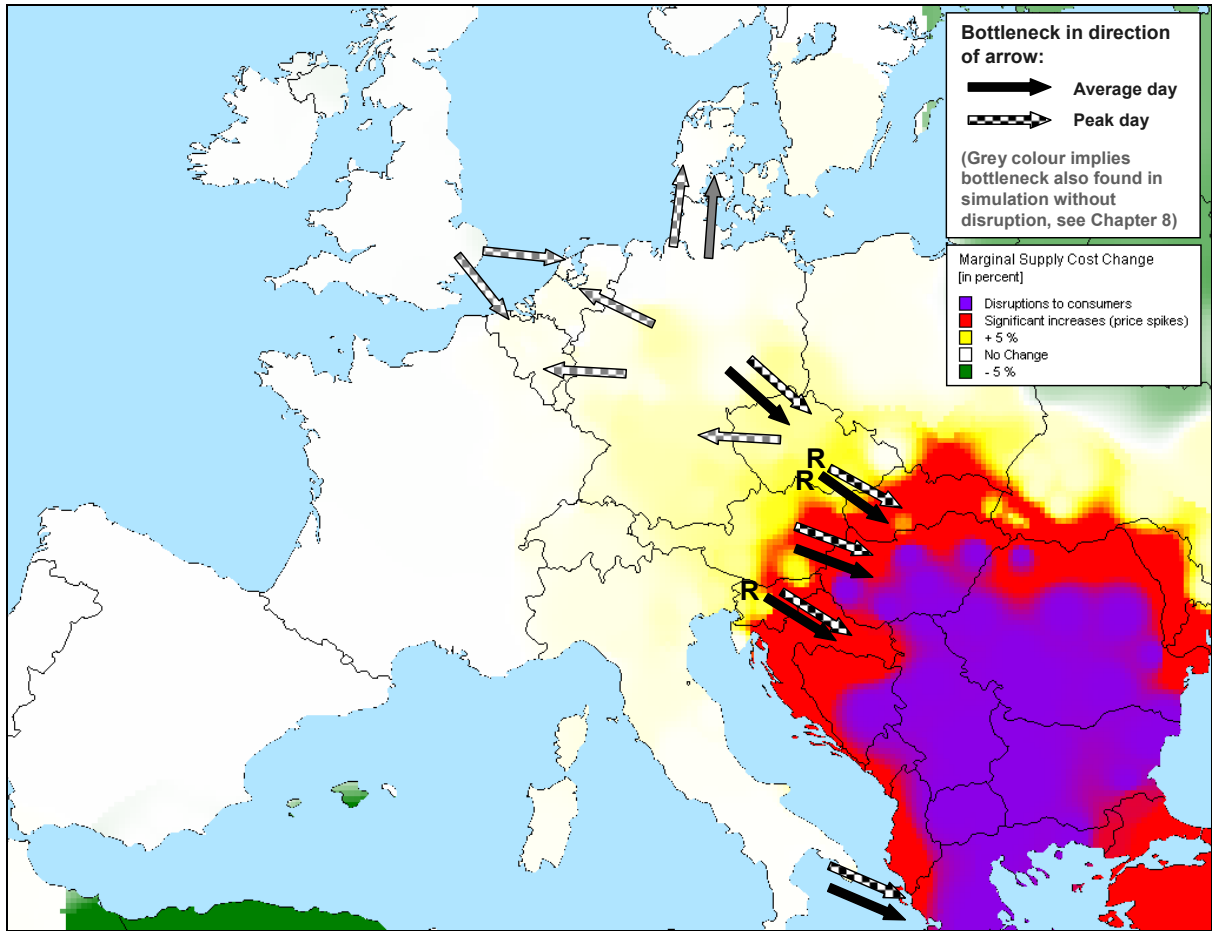 Bottleneck in direction
of arrow:
Average day
Peak day
(Grey colour implies
bottleneck also found in
simulation without
disruption, see Chapter 8)
Marginal Supply Cost Change
[in percent]
Disruptions to consumers
Significant increases (price spikes)
+ 5 %
No Change
- 5 %
R
R
R